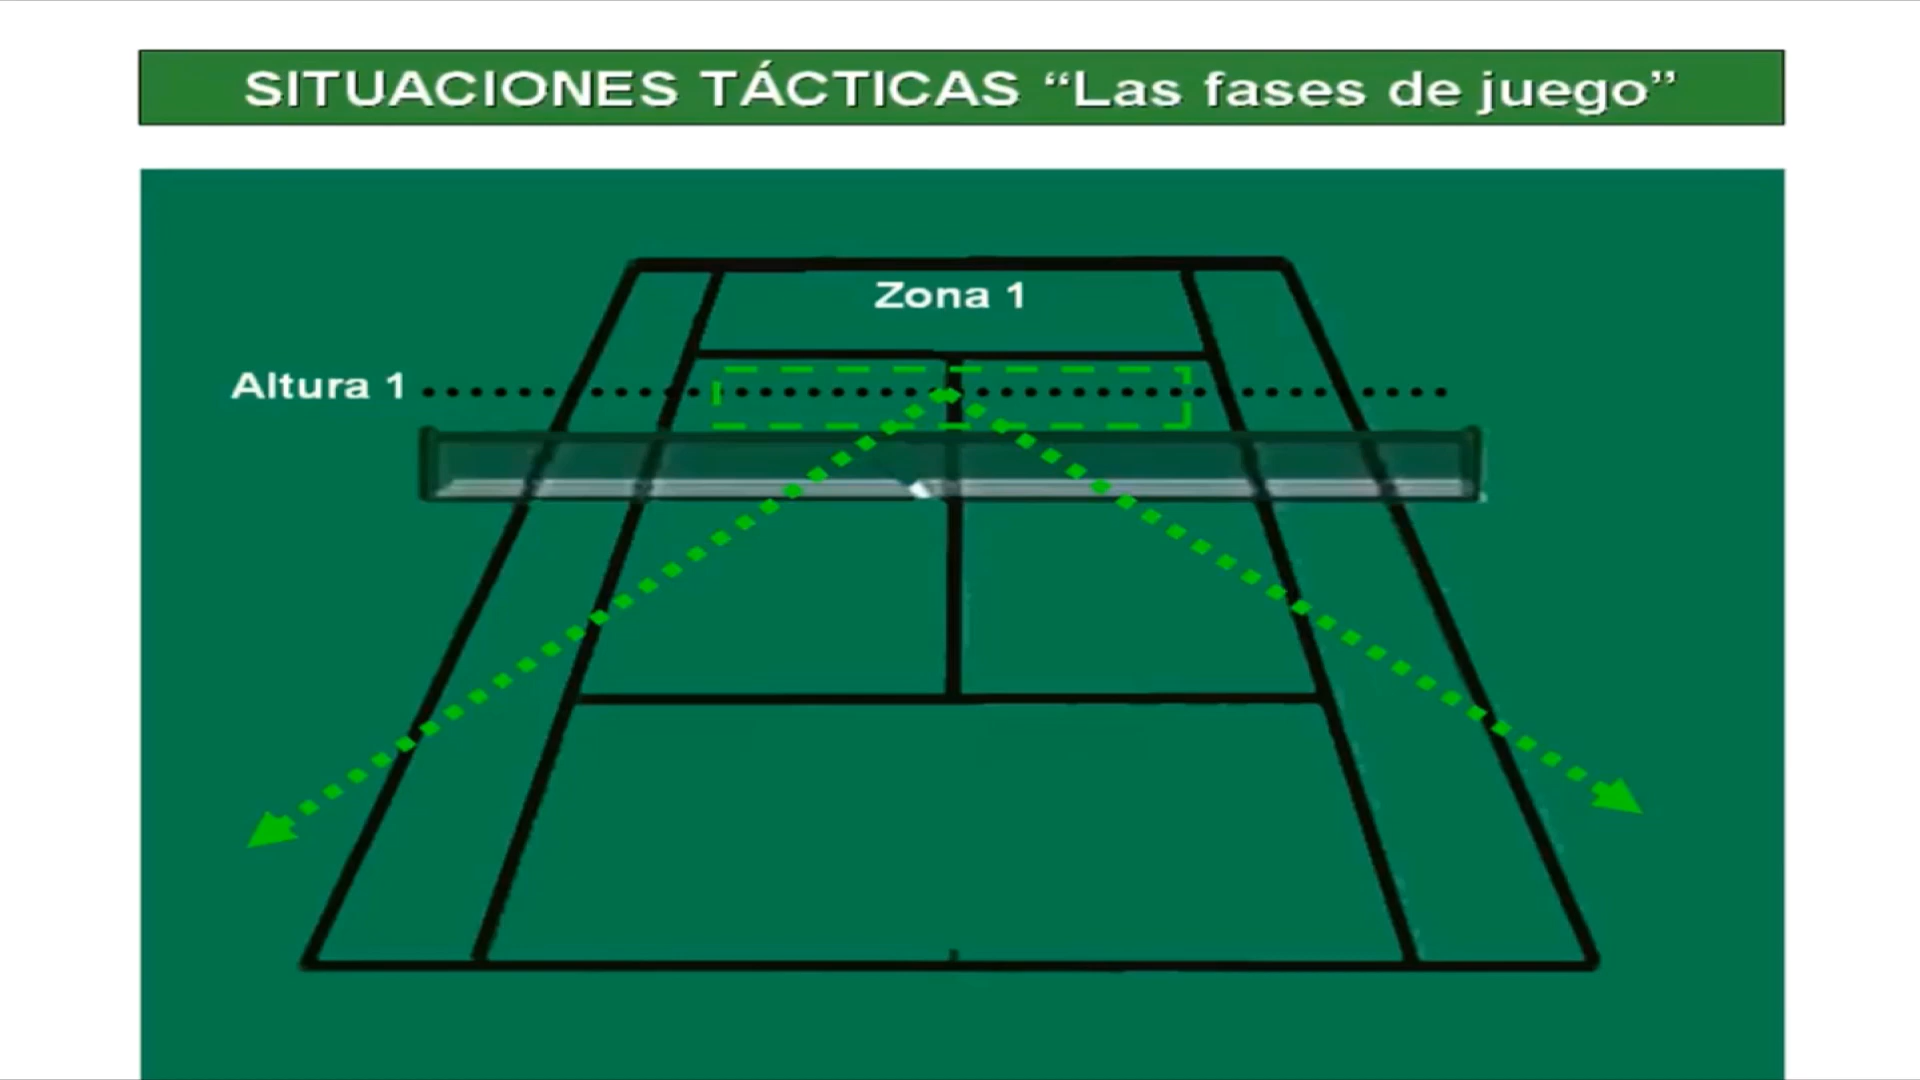 SITUACIONES TÁCTICAS “Las fases de juego”
Zona 1
Altura 1